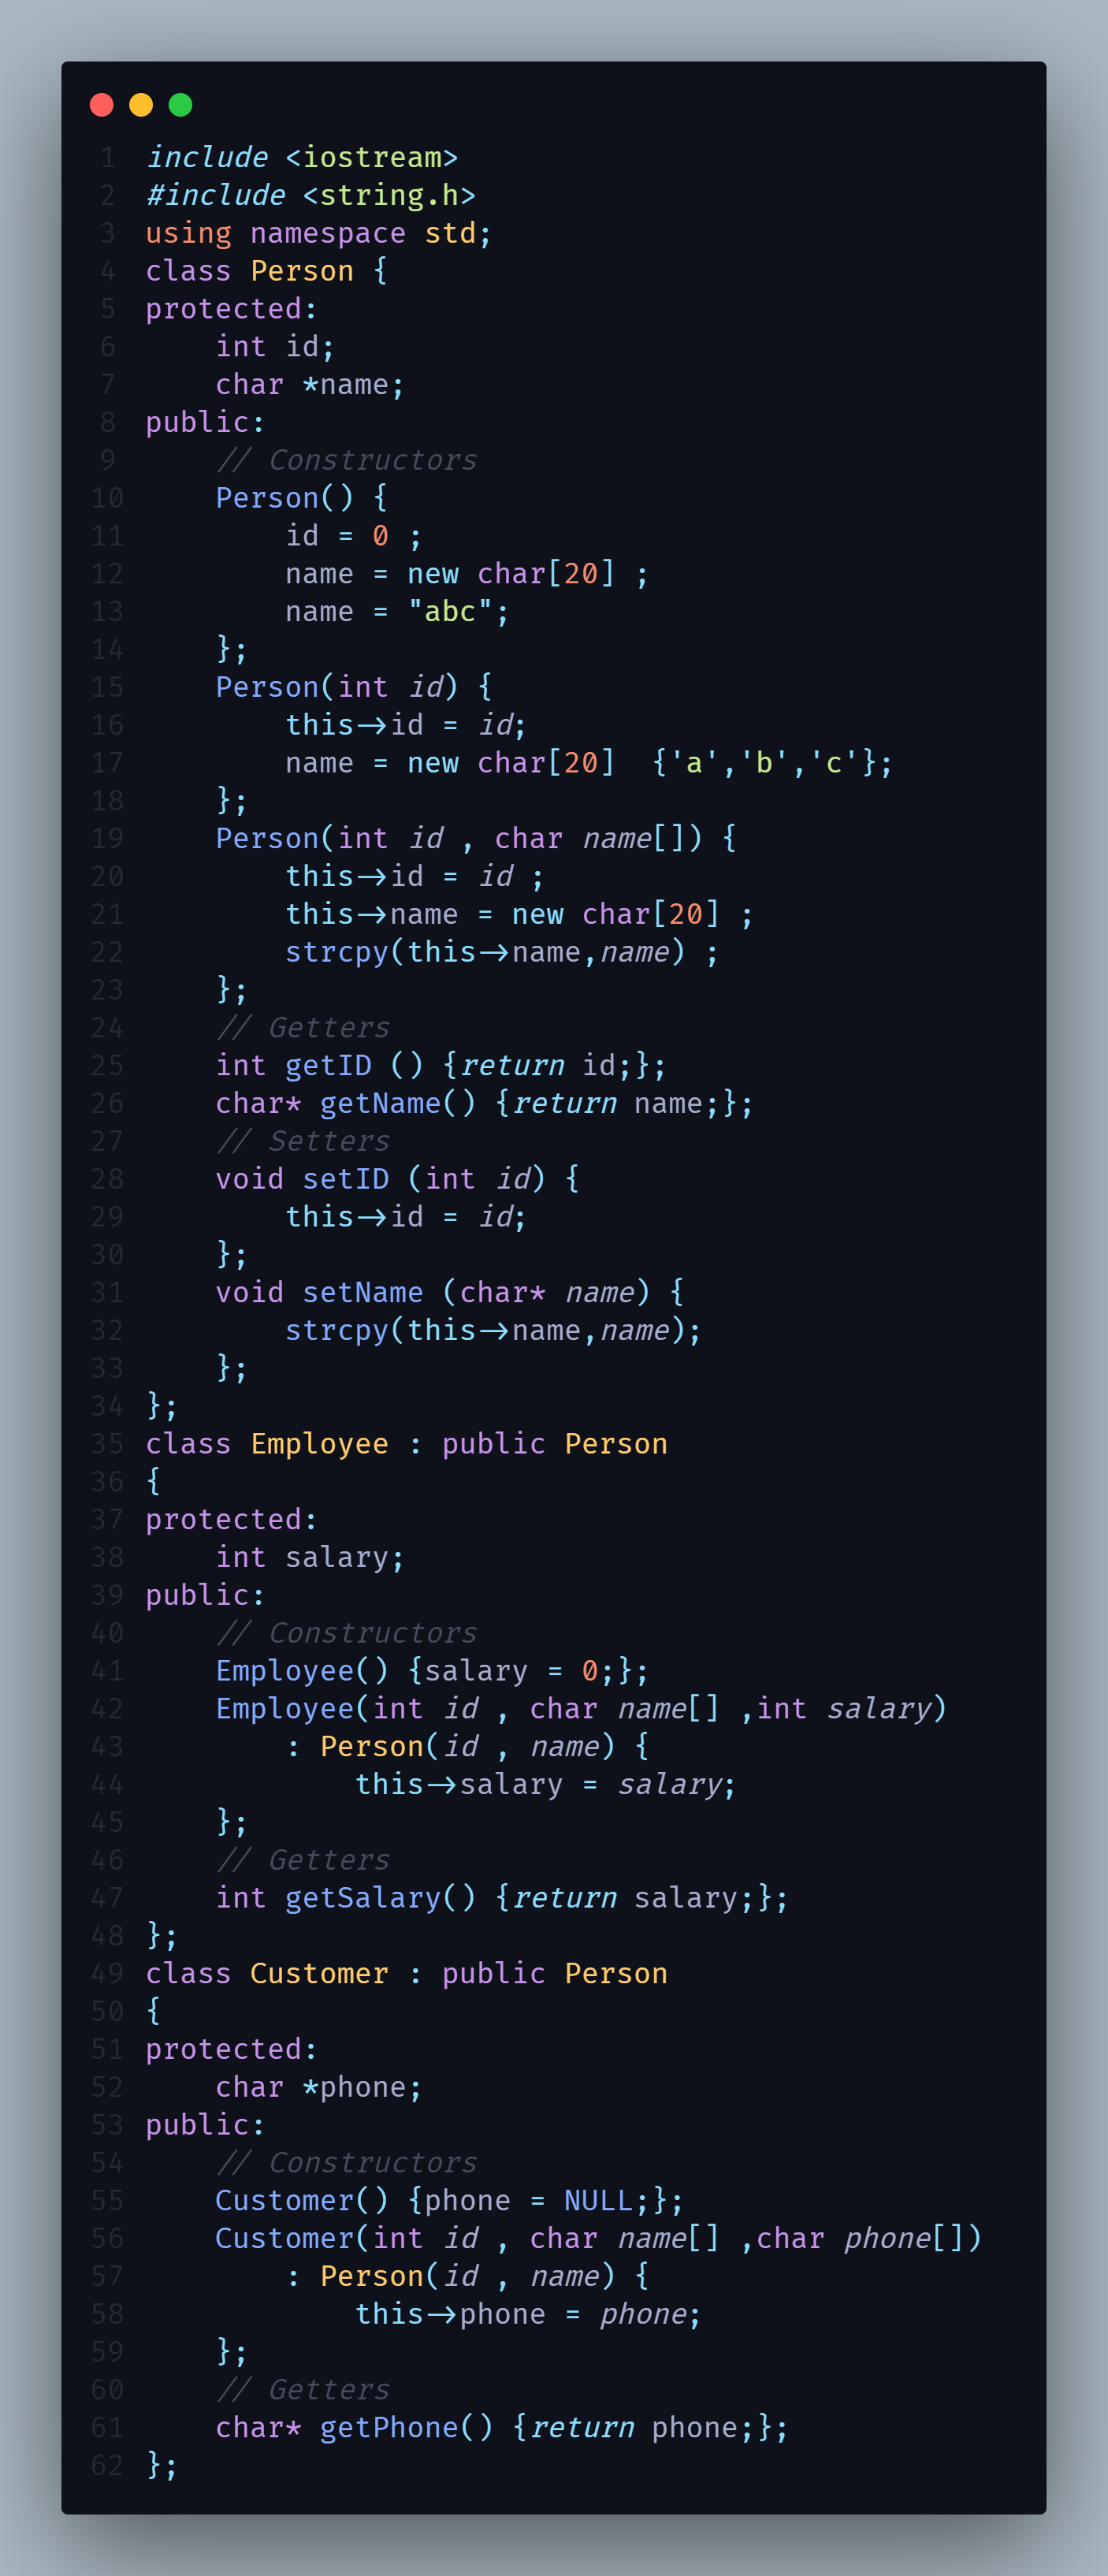 1 include <iostream>
2 #include <string.h>
3 using namespace std;
4 class Person {
5 protected:
6     int id;
7     char *name;
8 public:
9     // Constructors
10     Person() {
11         id = 0 ;
12         name = new char[20] ;
13         name = "abc";
14     };
15     Person(int id) {
16         this->id = id;
17         name = new char[20]  {'a','b','c'};
18     };
19     Person(int id , char name[]) {
20         this->id = id ;
21         this->name = new char[20] ;
22         strcpy(this->name,name) ;
23     };
24     // Getters
25     int getID () {return id;};
26     char* getName() {return name;};
27     // Setters
28     void setID (int id) {
29         this->id = id;
30     };
31     void setName (char* name) {
32         strcpy(this->name,name);
33     };
34 };
35 class Employee : public Person
36 {
37 protected:
38     int salary;
39 public:
40     // Constructors
41     Employee() {salary = 0;};
42     Employee(int id , char name[] ,int salary)
43         : Person(id , name) {
44             this->salary = salary;
45     };
46     // Getters
47     int getSalary() {return salary;};
48 };
49 class Customer : public Person
50 {
51 protected:
52     char *phone;
53 public:
54     // Constructors
55     Customer() {phone = NULL;};
56     Customer(int id , char name[] ,char phone[])
57         : Person(id , name) {
58             this->phone = phone;
59     };
60     // Getters
61     char* getPhone() {return phone;};
62 };